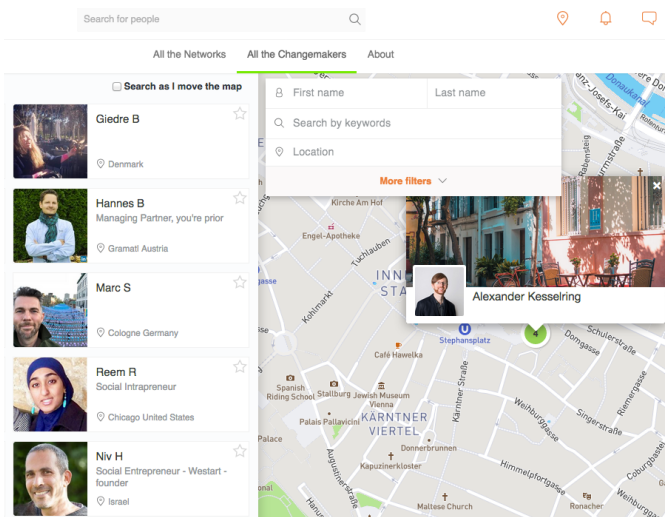 Search for people
All the Networks All the Changemakers About
Search as I move the map
Giedre B
Denmark
Hannes B
Managing Partner, you're prior
Gramatl Austria
Marc S
Cologne Germany
Reem R
Social Intrapreneur
Chicago United States
Niv H
Social Entrepreneur - Westart -
founder
Israel
First name Last name
Search by keywords
Location
More filters
Alexander Kesselring
4
Donaukanal
Z-Josefs-Kai
Rabensteig
Kirche Am Hof
Engel-Apotheke
Tuchlauben
INN
STA
Kohlmarkt
Stephansplatz
Café Hawelka
Schulerstraße
Domgasse
Spanish
Riding School
Stallburg
Jewish Museum
Vienna
Palais Pallavicini
KÄRNTNER
VIERTEL
Kärntner Straße
Weihburggasse
Singerstraße
Riemergasse
Palace
Donnerbrunnen
Kapuzinerkloster
Augustinerstraße
Himmelpfortgasse
Weihburggasse
Coburgbastei
Maltese Church
Ronacher